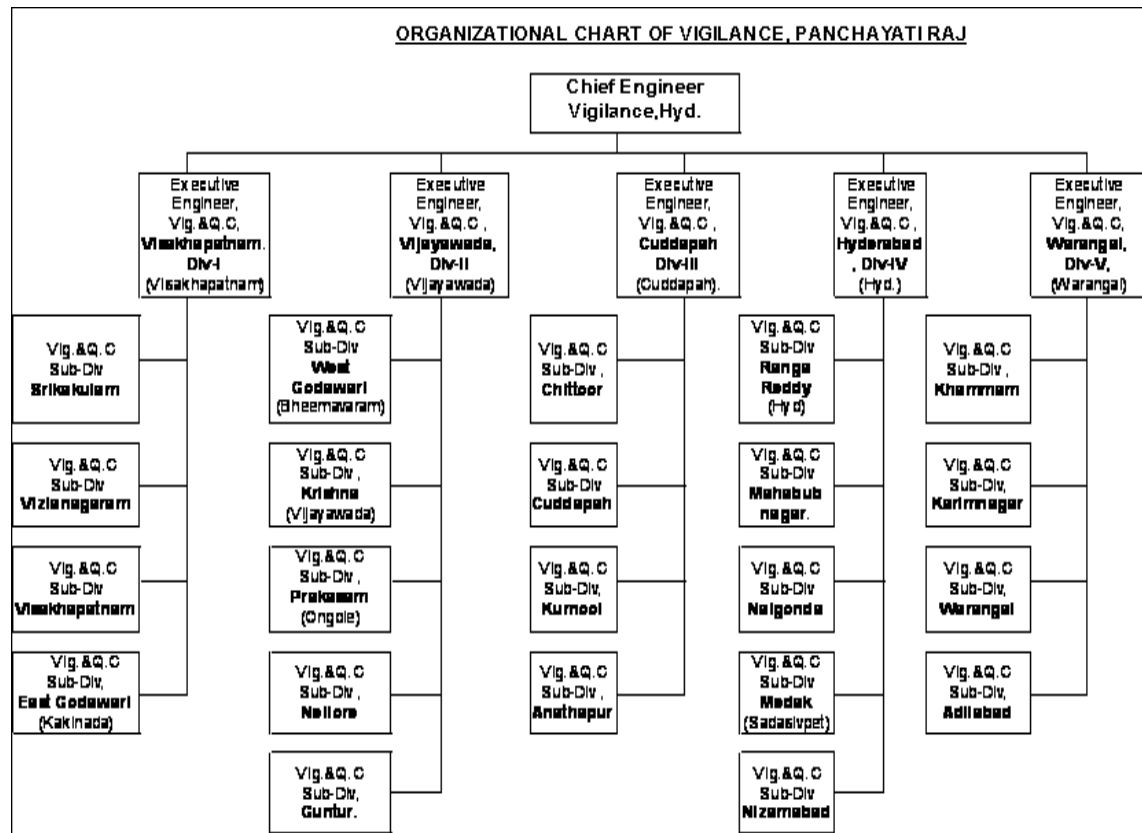 ORGANIZATIONAL CHART OF VIGILANCE, PANCHAYATI RAJ
Chief Engineer
Vigilance,Hyd.
Executive
Engineer,
Vig.&Q.C,
Visakhapatnam.
Div-I
(Visakhapatnam)
Executive
Engineer,
Vig.&Q.C ,
Vijayawada,
Div-II
(Vijayawada)
Executive
Engineer,
Vig.&Q.C ,
Cuddapah
Div-III
(Cuddapah).
Executive
Engineer,
Vig.&Q.C,
Hyderabad
, Div-IV
(Hyd.)
Executive
Engineer,
Vig.&Q.C,
Warangal,
Div-V,
(Warangal)
Vig.&Q.C
Sub-Div
Srikakulam
Vig.&Q.C
Sub-Div
West
Godawari
(Bheemavaram)
Vig.&Q.C
Sub-Div ,
Chittoor
Vig.&Q.C
Sub-Div
Ranga
Reddy
(Hyd)
Vig.&Q.C
Sub-Div ,
Khammam
Vig.&Q.C
Sub-Div
Vizianagaram
Vig.&Q.C
Sub-Div ,
Krishna
(Vijayawada)
Vig.&Q.C
Sub-Div
Cuddapah
Vig.&Q.C
Sub-Div
Mahabub
nagar.
Vig.&Q.C
Sub-Div,
Karimnagar
Vig.&Q.C
Sub-Div
Visakhapatnam
Vig.&Q.C
Sub-Div ,
Prakasam
(Ongole)
Vig.&Q.C
Sub-Div,
Kurnool
Vig.&Q.C
Sub-Div
Nalgonda
Vig.&Q.C
Sub-Div,
Warangal
Vig.&Q.C
Sub-Div,
East Godawari
(Kakinada)
Vig.&Q.C
Sub-Div ,
Nellore
Vig.&Q.C
Sub-Div ,
Anathapur
Vig.&Q.C
Sub-Div
Medak
(Sadasivpet)
Vig.&Q.C
Sub-Div,
Adilabad
Vig.&Q.C
Sub-Div,
Guntur.
Vig.&Q.C
Sub-Div
Nizamabad